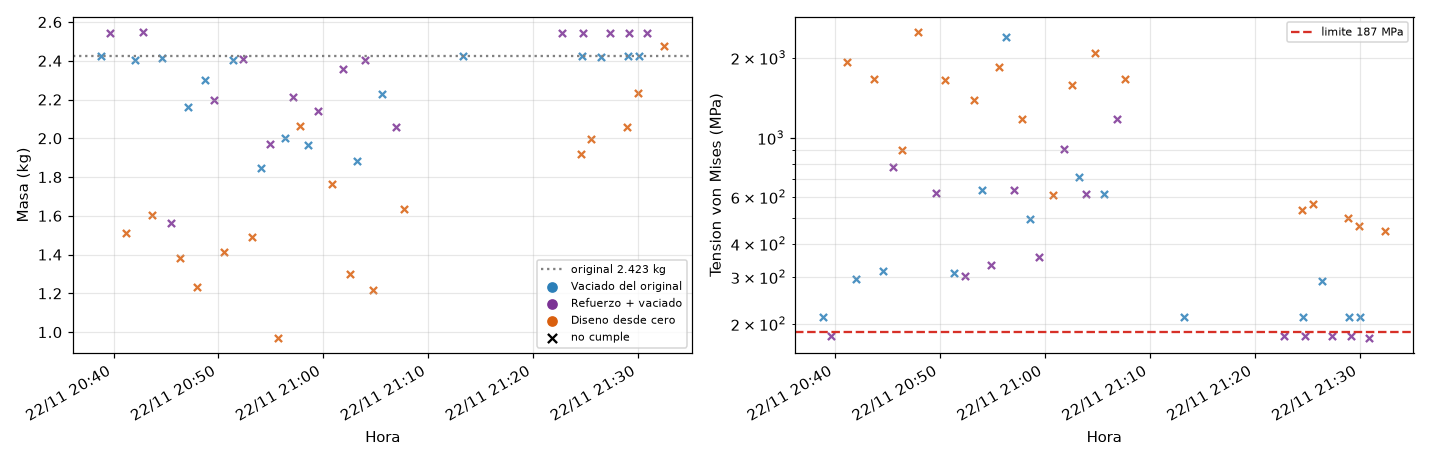 2.6
2.4
2.2
2.0
1.8
1.6
1.4
1.2
1.0
Masa (kg)
22/11 20:40
22/11 20:50
22/11 21:00
22/11 21:10
22/11 21:20
22/11 21:30
Hora
original 2.423 kg
Vaciado del original
Refuerzo + vaciado
Diseno desde cero
no cumple
2 × 10³
10³
6 × 10²
4 × 10²
3 × 10²
2 × 10²
Tension von Mises (MPa)
22/11 20:40
22/11 20:50
22/11 21:00
22/11 21:10
22/11 21:20
22/11 21:30
Hora
limite 187 MPa